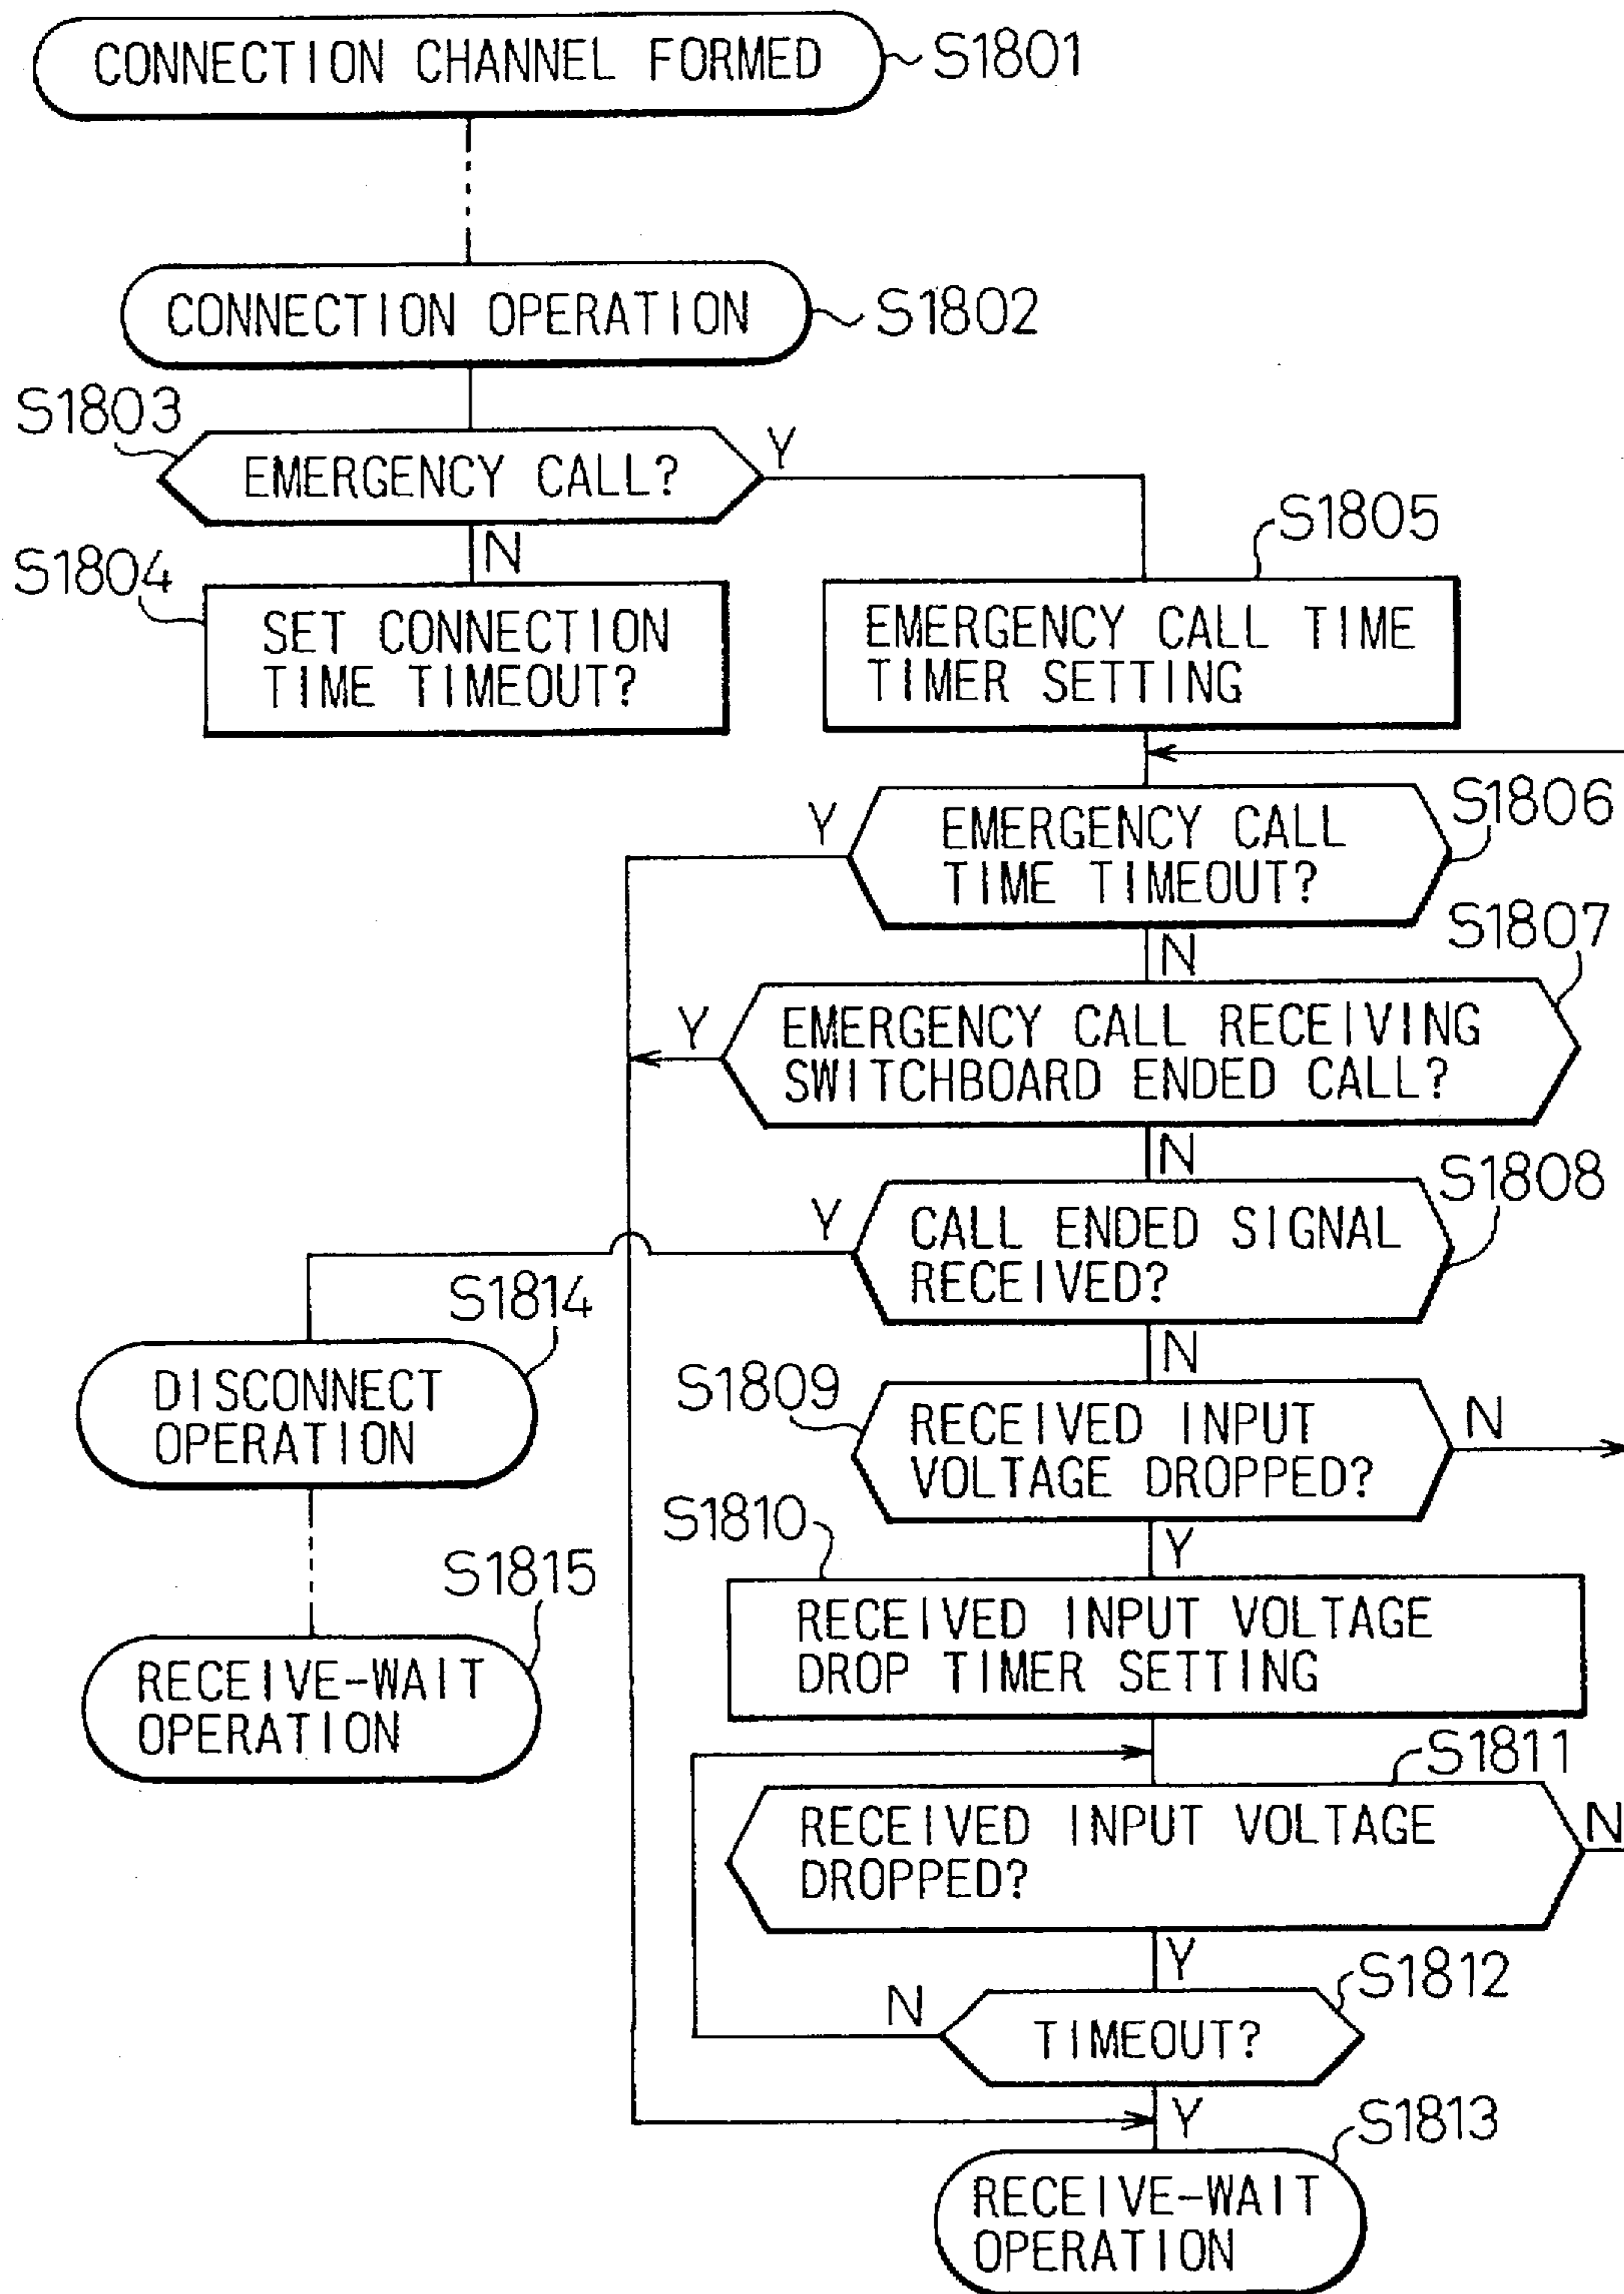 CONNECTION CHANNEL FORMED
S1801
CONNECTION OPERATION
S1802
S1803
EMERGENCY CALL?
Y
N
S1804
SET CONNECTION
TIME TIMEOUT?
S1805
EMERGENCY CALL TIME
TIMER SETTING
S1806
Y
EMERGENCY CALL
TIME TIMEOUT?
N
S1807
Y
EMERGENCY CALL RECEIVING
SWITCHBOARD ENDED CALL?
N
S1808
Y
CALL ENDED SIGNAL
RECEIVED?
N
S1814
DISCONNECT
OPERATION
S1809
RECEIVED INPUT
VOLTAGE DROPPED?
N
Y
S1815
RECEIVE-WAIT
OPERATION
S1810
RECEIVED INPUT VOLTAGE
DROP TIMER SETTING
S1811
RECEIVED INPUT VOLTAGE
DROPPED?
N
Y
S1812
N
TIMEOUT?
Y
S1813
RECEIVE-WAIT
OPERATION